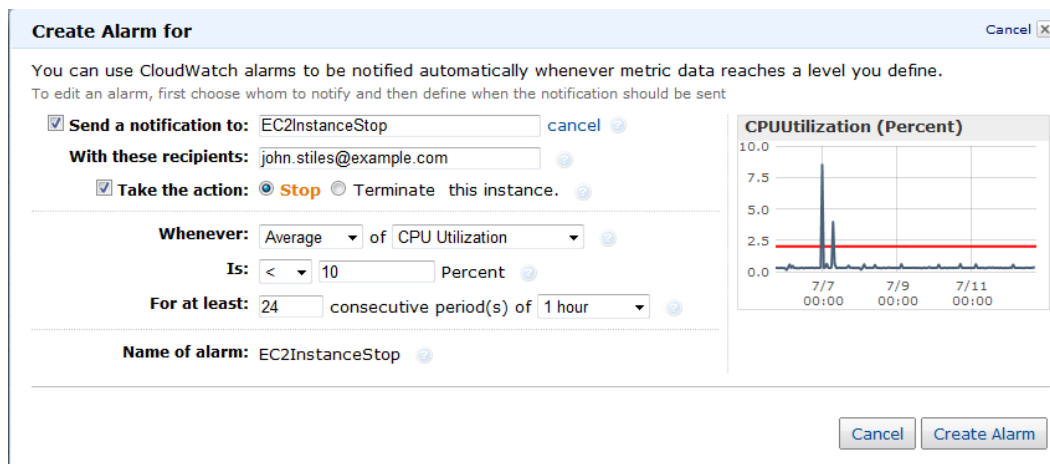 Create Alarm for
Cancel
You can use CloudWatch alarms to be notified automatically whenever metric data reaches a level you define.
To edit an alarm, first choose whom to notify and then define when the notification should be sent
Send a notification to: EC2InstanceStop cancel ?
With these recipients: john.stiles@example.com ?
Take the action: Stop Terminate this instance. ?
Whenever: Average of CPU Utilization ?
Is: < 10 Percent ?
For at least: 24 consecutive period(s) of 1 hour ?
Name of alarm: EC2InstanceStop ?
CPUUtilization (Percent)
10.0
7.5
5.0
2.5
0.0
7/7 7/9 7/11
00:00 00:00 00:00
Cancel Create Alarm